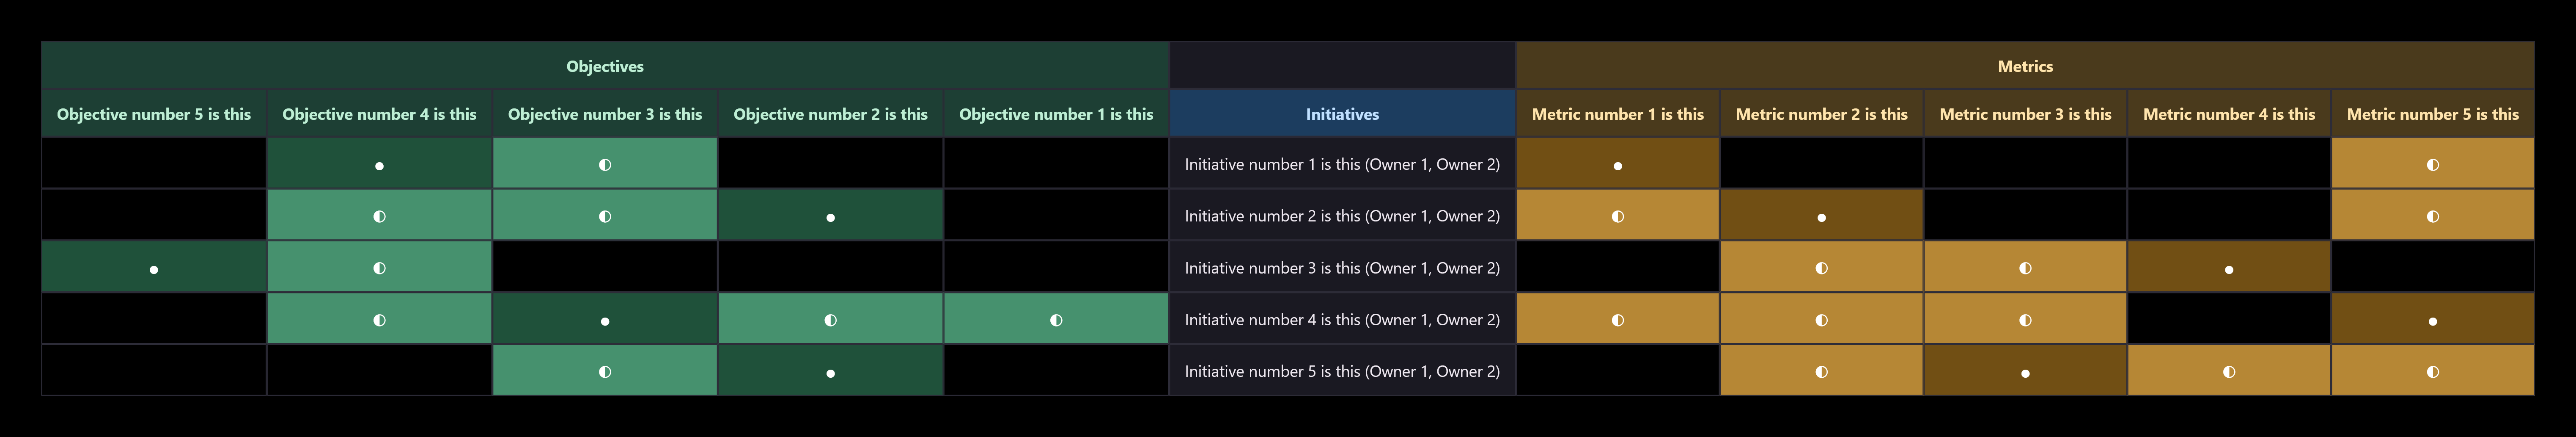 Objectives Metrics
Objective number 5 is this Objective number 4 is this Objective number 3 is this Objective number 2 is this Objective number 1 is this Initiatives Metric number 1 is this Metric number 2 is this Metric number 3 is this Metric number 4 is this Metric number 5 is this
● ◐ Initiative number 1 is this (Owner 1, Owner 2) ● ◐
◐ ◐ ● Initiative number 2 is this (Owner 1, Owner 2) ◐ ● ◐
● ◐ Initiative number 3 is this (Owner 1, Owner 2) ◐ ◐ ●
◐ ● ◐ ◐ Initiative number 4 is this (Owner 1, Owner 2) ◐ ◐ ◐ ●
◐ ● Initiative number 5 is this (Owner 1, Owner 2) ◐ ● ◐ ◐